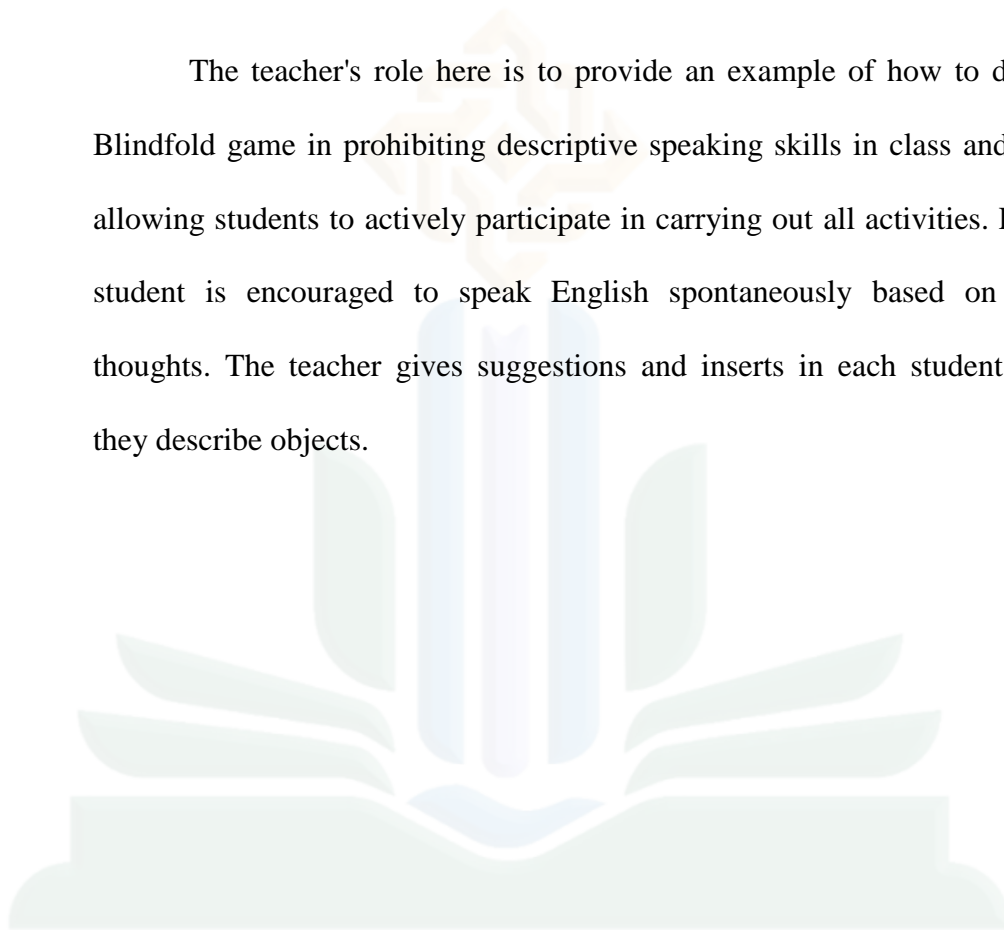 The teacher's role here is to provide an example of how to
Blindfold game in prohibiting descriptive speaking skills in class and
allowing students to actively participate in carrying out all activities.
student is encouraged to speak English spontaneously based on
thoughts. The teacher gives suggestions and inserts in each student
they describe objects.